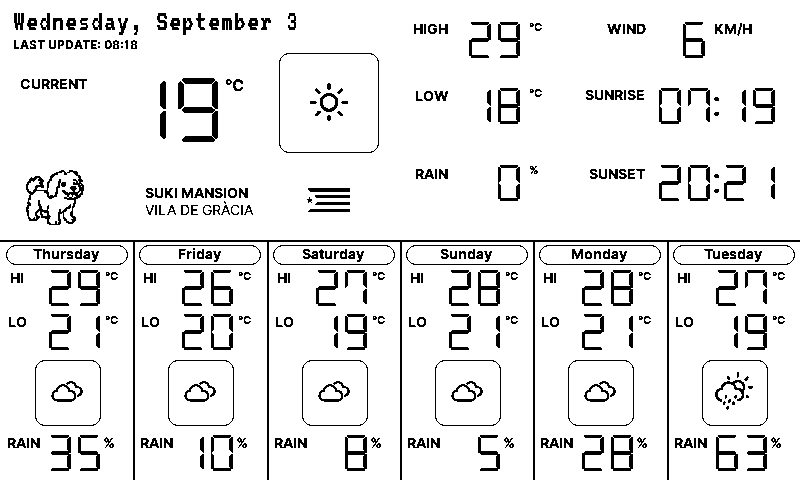 Wednesday, September 3
LAST UPDATE: 08:18
CURRENT 19 °C
SUKI MANSION
VILA DE GRÀCIA
HIGH 29 °C
LOW 18 °C
RAIN 0 %
WIND 6 KM/H
SUNRISE 07:19
SUNSET 20:21
Thursday
HI 29 °C
LO 21 °C
RAIN 35 %
Friday
HI 26 °C
LO 20 °C
RAIN 10 %
Saturday
HI 27 °C
LO 19 °C
RAIN 8 %
Sunday
HI 28 °C
LO 21 °C
RAIN 5 %
Monday
HI 28 °C
LO 21 °C
RAIN 28 %
Tuesday
HI 27 °C
LO 19 °C
RAIN 63 %